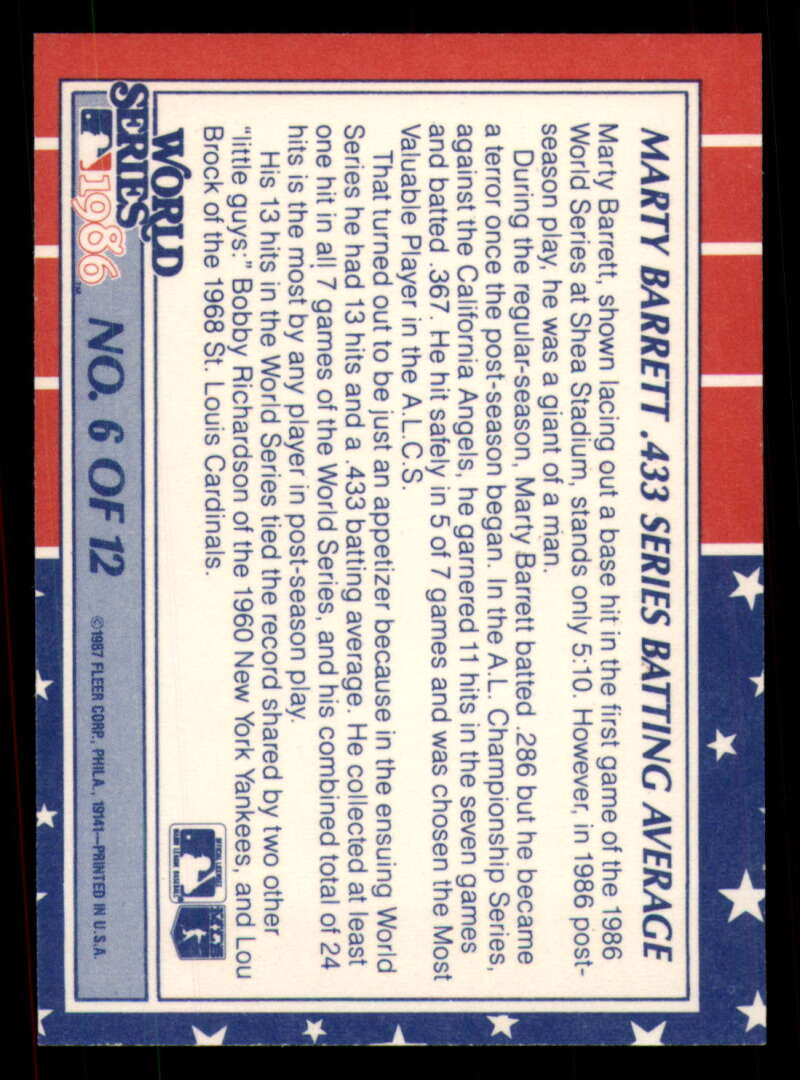 MARTY BARRETT .433 SERIES BATTING AVERAGE
Marty Barrett, shown lacing out a base hit in the first game of the 1986
World Series at Shea Stadium, stands only 5:10. However, in 1986 post-
season play, he was a giant of a man.
During the regular-season, Marty Barrett batted .286 but he became
a terror once the post-season began. In the A.L. Championship Series,
against the California Angels, he garnered 11 hits in the seven games
and batted .367. He hit safely in 5 of 7 games and was chosen the Most
Valuable Player in the A.L.C.S.
That turned out to be just an appetizer because in the ensuing World
Series he had 13 hits and a .433 batting average. He collected at least
one hit in all 7 games of the World Series, and his combined total of 24
hits is the most by any player in post-season play.
His 13 hits in the World Series tied the record shared by two other
"little guys:" Bobby Richardson of the 1960 New York Yankees, and Lou
Brock of the 1968 St. Louis Cardinals.
WORLD
SERIES
1986 ™
NO. 6 OF 12
©1987 FLEER CORP., PHILA., 19141—PRINTED IN U.S.A.